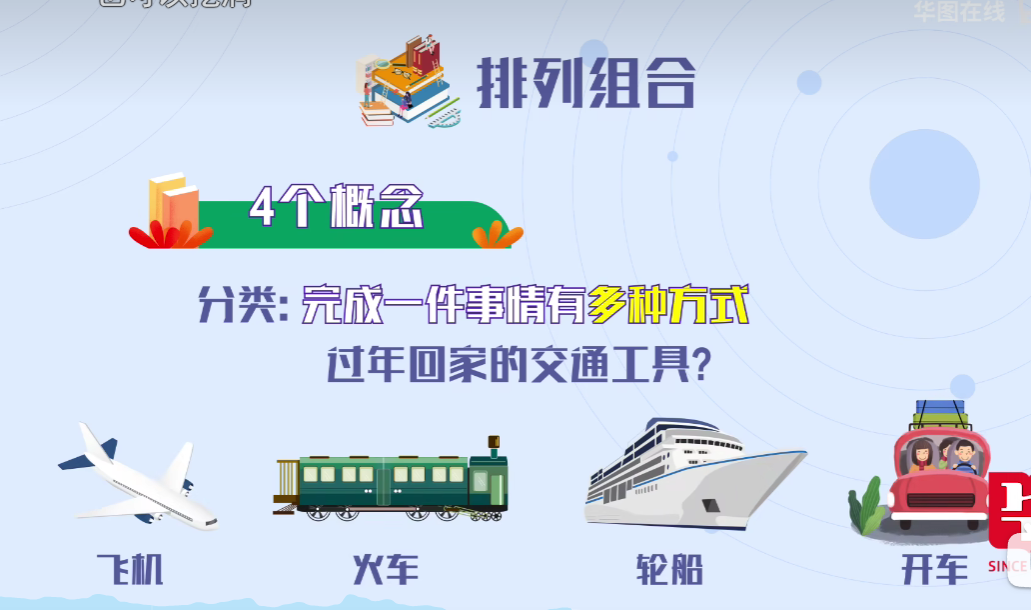 华图在线
排列组合
4个概念
分类:完成一件事情有多种方式
过年回家的交通工具?
飞机
火车
轮船
开车
SINCE